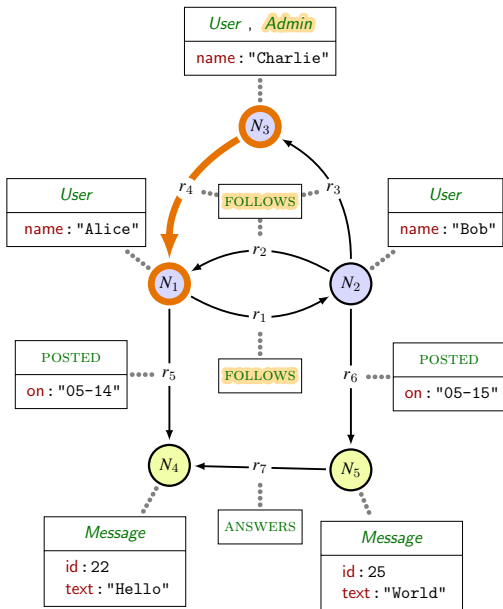 User , Admin
name : "Charlie"
N3
r4
r3
FOLLOWS
User
name : "Alice"
User
name : "Bob"
r2
N1
N2
r1
FOLLOWS
POSTED
on : "05-14"
r5
r6
POSTED
on : "05-15"
N4
r7
N5
ANSWERS
Message
id : 22
text : "Hello"
Message
id : 25
text : "World"